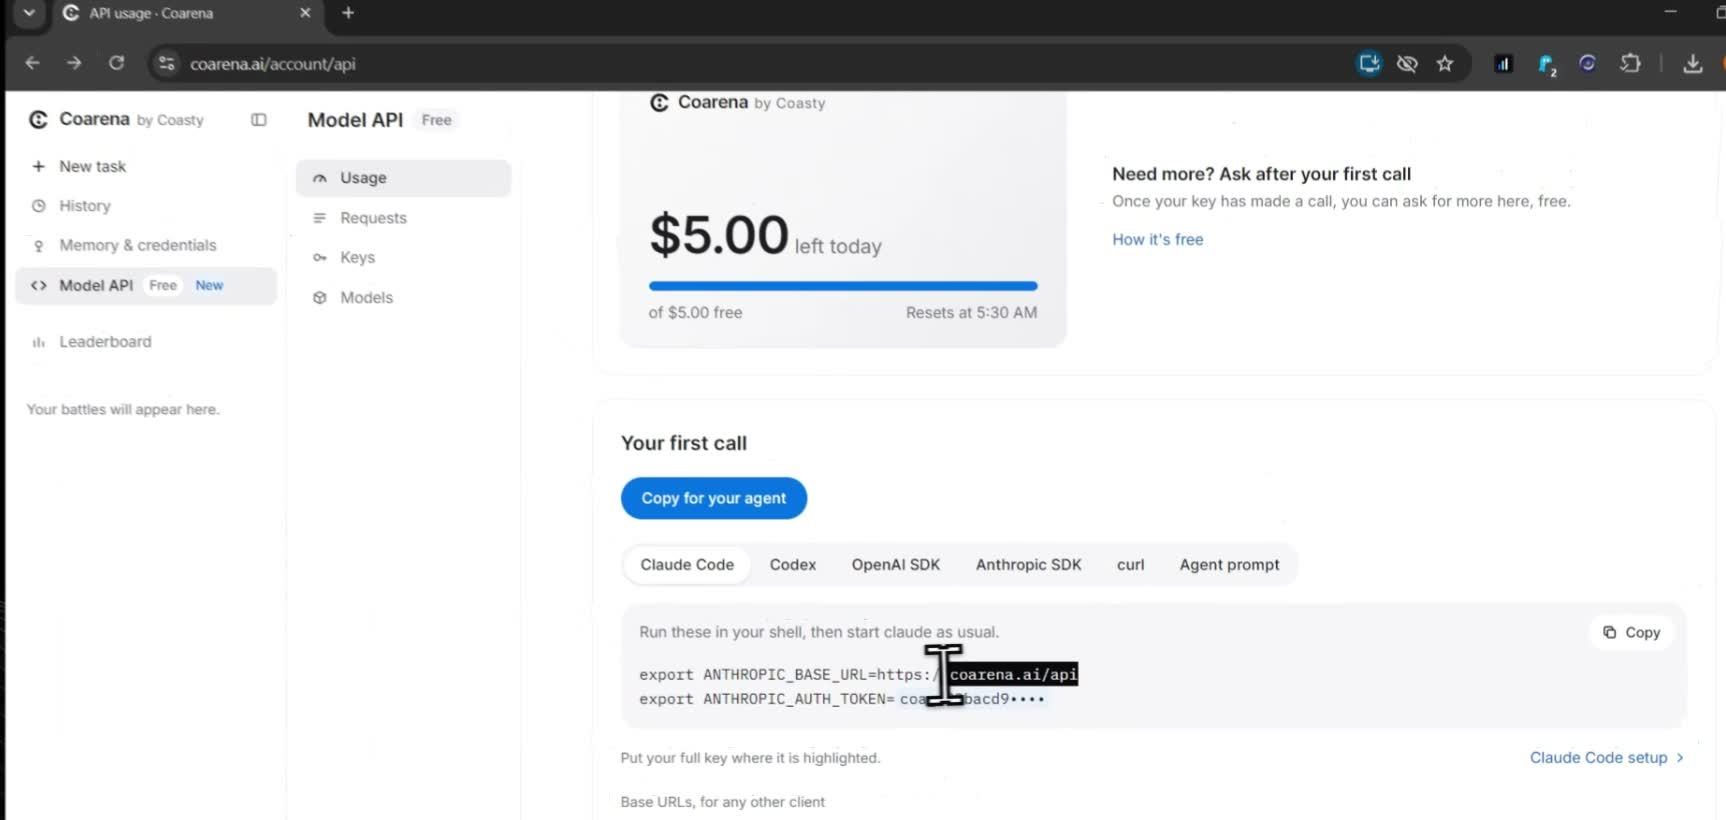 API usage · Coarena
coarena.ai/account/api
2
Coarena by Coasty
New task
History
Memory & credentials
Model API Free New
Leaderboard
Your battles will appear here.
Model API Free
Usage
Requests
Keys
Models
Coarena by Coasty
$5.00 left today
of $5.00 free
Resets at 5:30 AM
Need more? Ask after your first call
Once your key has made a call, you can ask for more here, free.
How it's free
Your first call
Copy for your agent
Claude Code Codex OpenAI SDK Anthropic SDK curl Agent prompt
Run these in your shell, then start claude as usual.
Copy
export ANTHROPIC_BASE_URL=https:/ coarena.ai/api
export ANTHROPIC_AUTH_TOKEN= coa bacd9••••
Put your full key where it is highlighted.
Claude Code setup >
Base URLs, for any other client